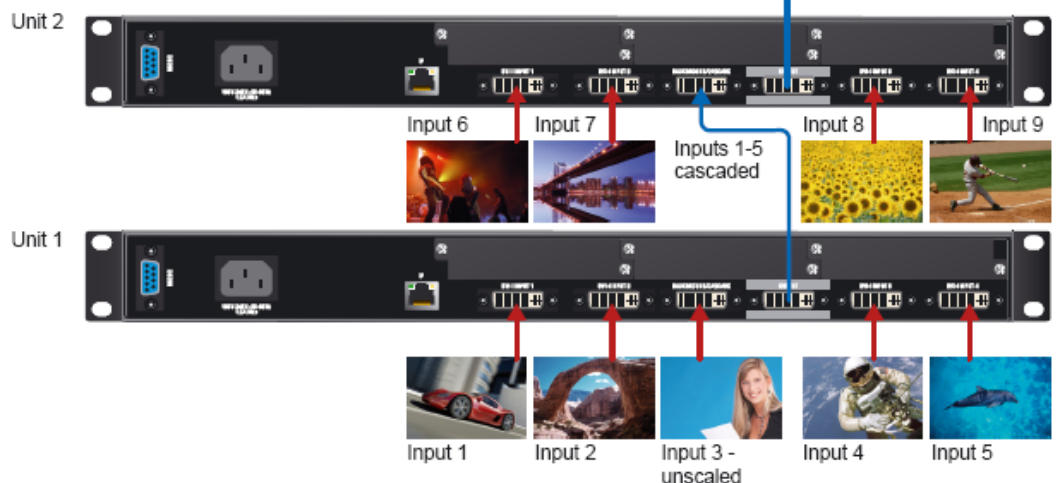 Unit 2
Input 6
Input 7
Inputs 1-5
cascaded
Input 8
Input 9
Unit 1
Input 1
Input 2
Input 3 -
unscaled
Input 4
Input 5